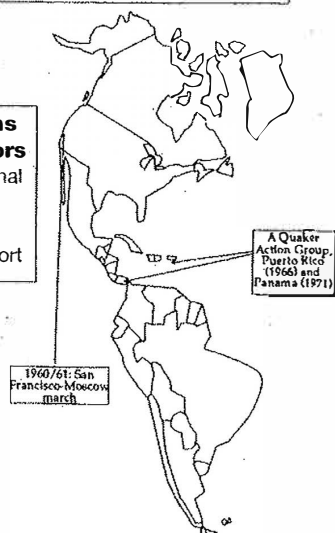 ns
ors
nal
ort
A Quaker
Action Group,
Puerto Rico
(1966) and
Panama (1971)
1960/61: San
Francisco-Moscow
march